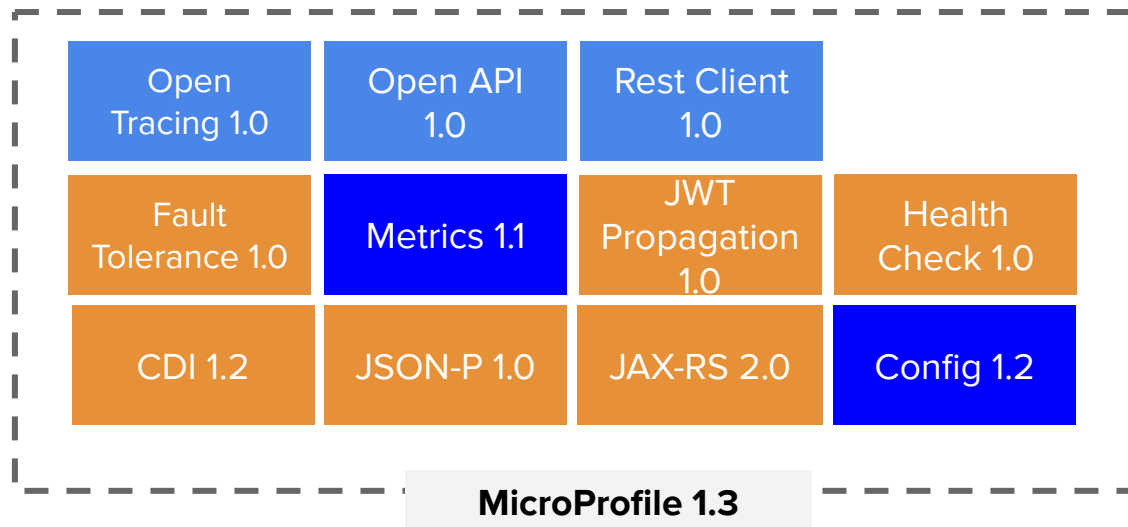 Open
Tracing 1.0
Open API
1.0
Rest Client
1.0
Fault
Tolerance 1.0
Metrics 1.1
JWT
Propagation
1.0
Health
Check 1.0
CDI 1.2
JSON-P 1.0
JAX-RS 2.0
Config 1.2
MicroProfile 1.3